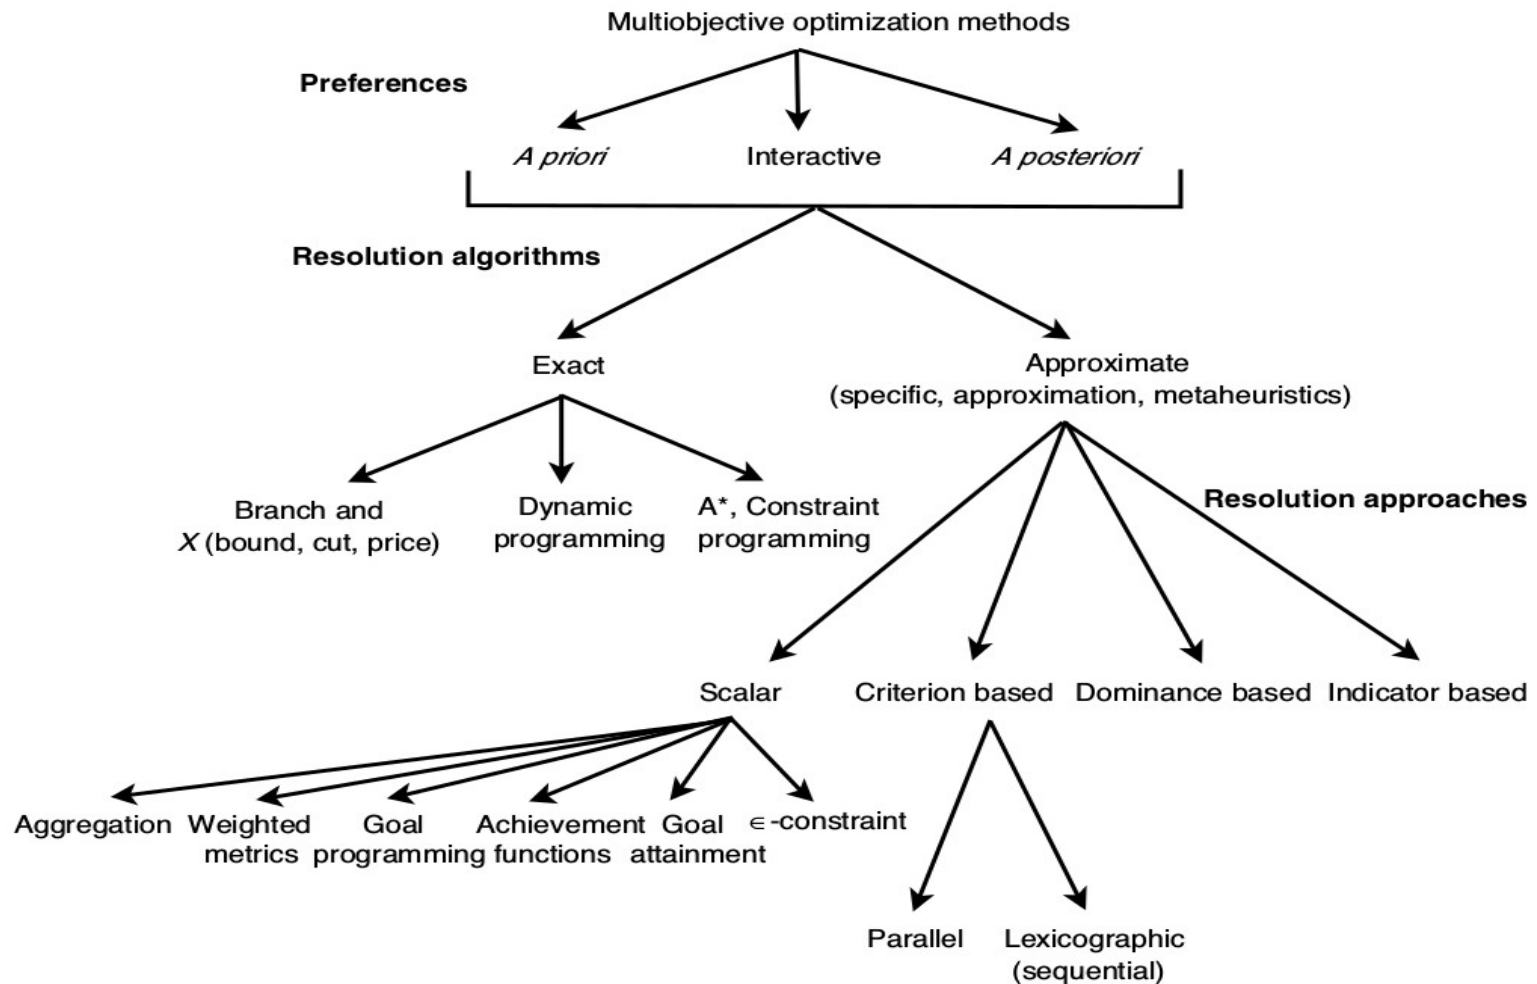 Multiobjective optimization methods
Preferences
A priori
Interactive
A posteriori
Resolution algorithms
Exact
Approximate
(specific, approximation, metaheuristics)
Branch and
X (bound, cut, price)
Dynamic
programming
A*, Constraint
programming
Resolution approaches
Scalar
Criterion based
Dominance based
Indicator based
Aggregation
Weighted
metrics
Goal
programming
Achievement
functions
Goal
attainment
∈-constraint
Parallel
Lexicographic
(sequential)